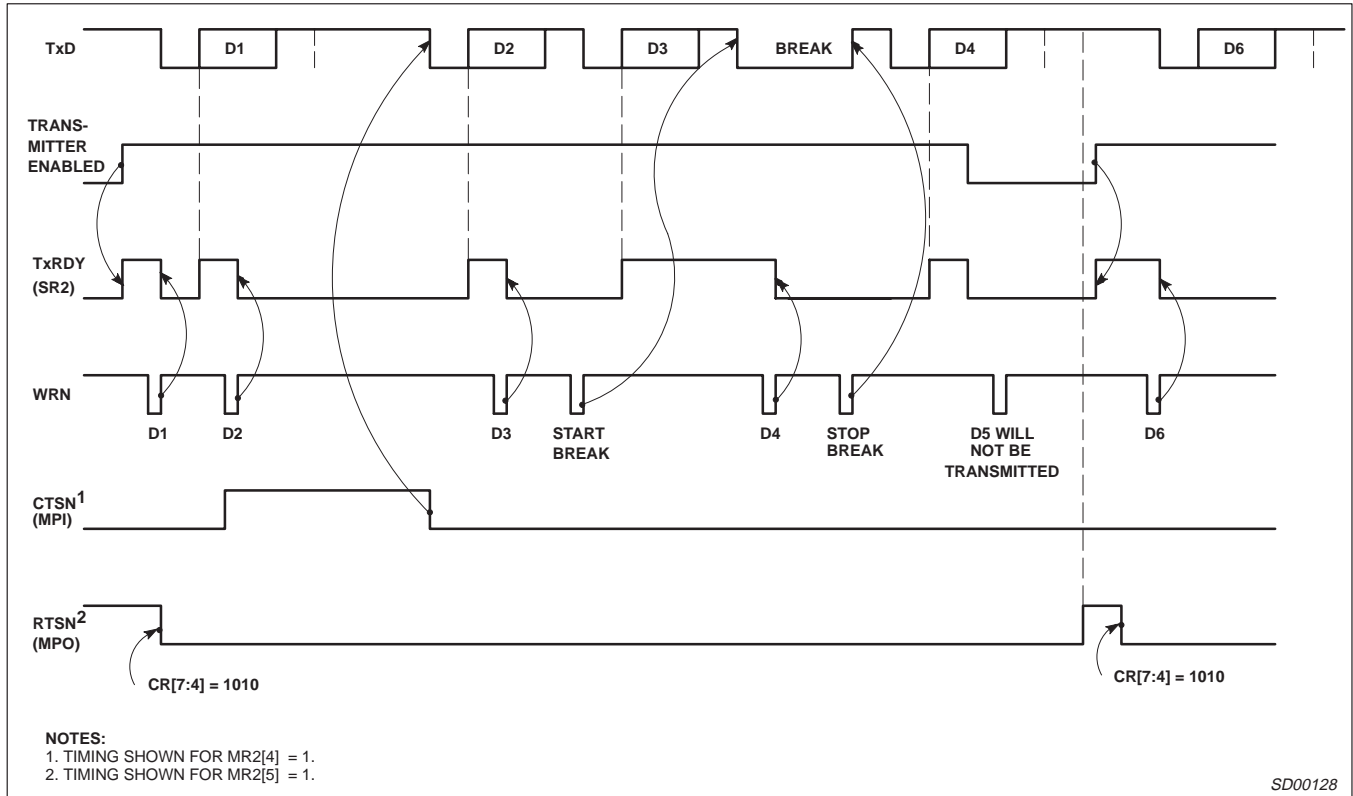 TxD
D1
D2
D3
BREAK
D4
D6
TRANS-
MITTER
ENABLED
TxRDY
(SR2)
WRN
D1
D2
D3
START
BREAK
D4
STOP
BREAK
D5 WILL
NOT BE
TRANSMITTED
D6
CTSN1
(MPI)
RTSN2
(MPO)
CR[7:4] = 1010
CR[7:4] = 1010
NOTES:
1. TIMING SHOWN FOR MR2[4] = 1.
2. TIMING SHOWN FOR MR2[5] = 1.
SD00128